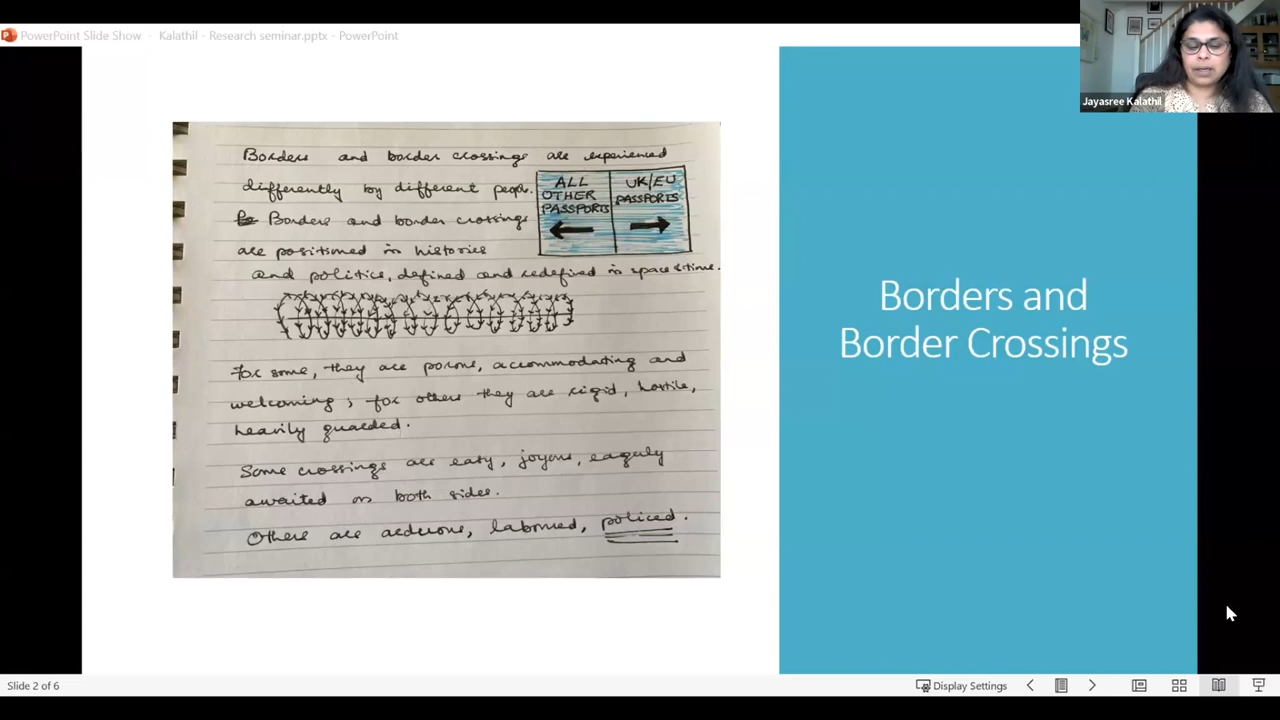 PowerPoint Slide Show - Kalathil - Research seminar.pptx - PowerPoint
Jayasree Kalathil
Borders and border crossings are experienced
differently by different people.
Borders and border crossings
are positioned in histories
and politics, defined and redefined in space & time.
ALL
OTHER
PASSPORTS
UK/EU
PASSPORTS
For some, they are porous, accommodating and
welcoming; for others they are rigid, hostile,
heavily guarded.
Some crossings are easy, joyous, eagerly
awaited on both sides.
Others are arduous, laboured, policed.
Borders and
Border Crossings
Slide 2 of 6
Display Settings